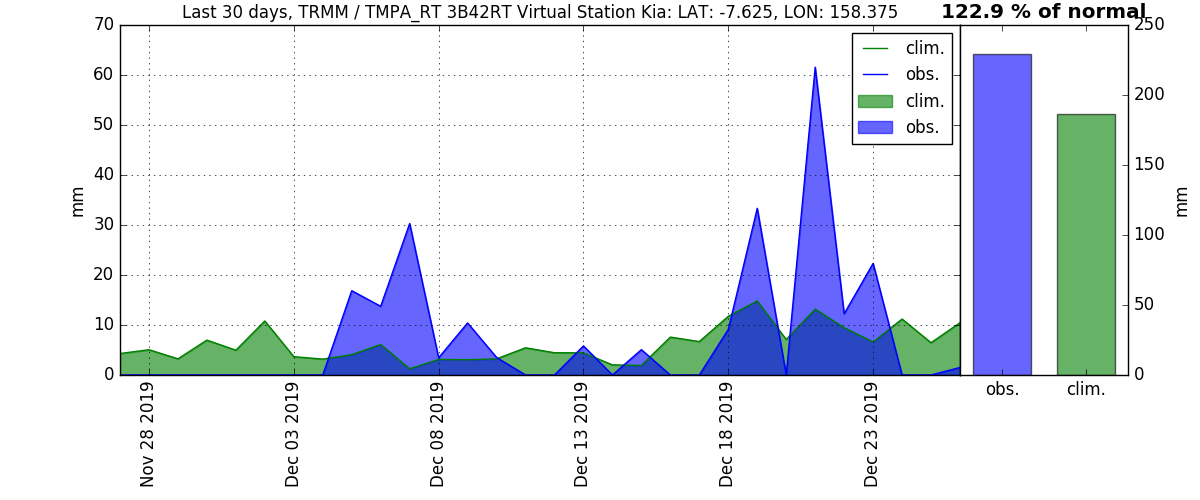 Last 30 days, TRMM / TMPA_RT 3B42RT Virtual Station Kia: LAT: -7.625, LON: 158.375
122.9 % of normal
70
60
50
40
30
20
10
0
mm
Nov 28 2019
Dec 03 2019
Dec 08 2019
Dec 13 2019
Dec 18 2019
Dec 23 2019
clim.
obs.
clim.
obs.
250
200
150
100
50
0
mm
obs.
clim.